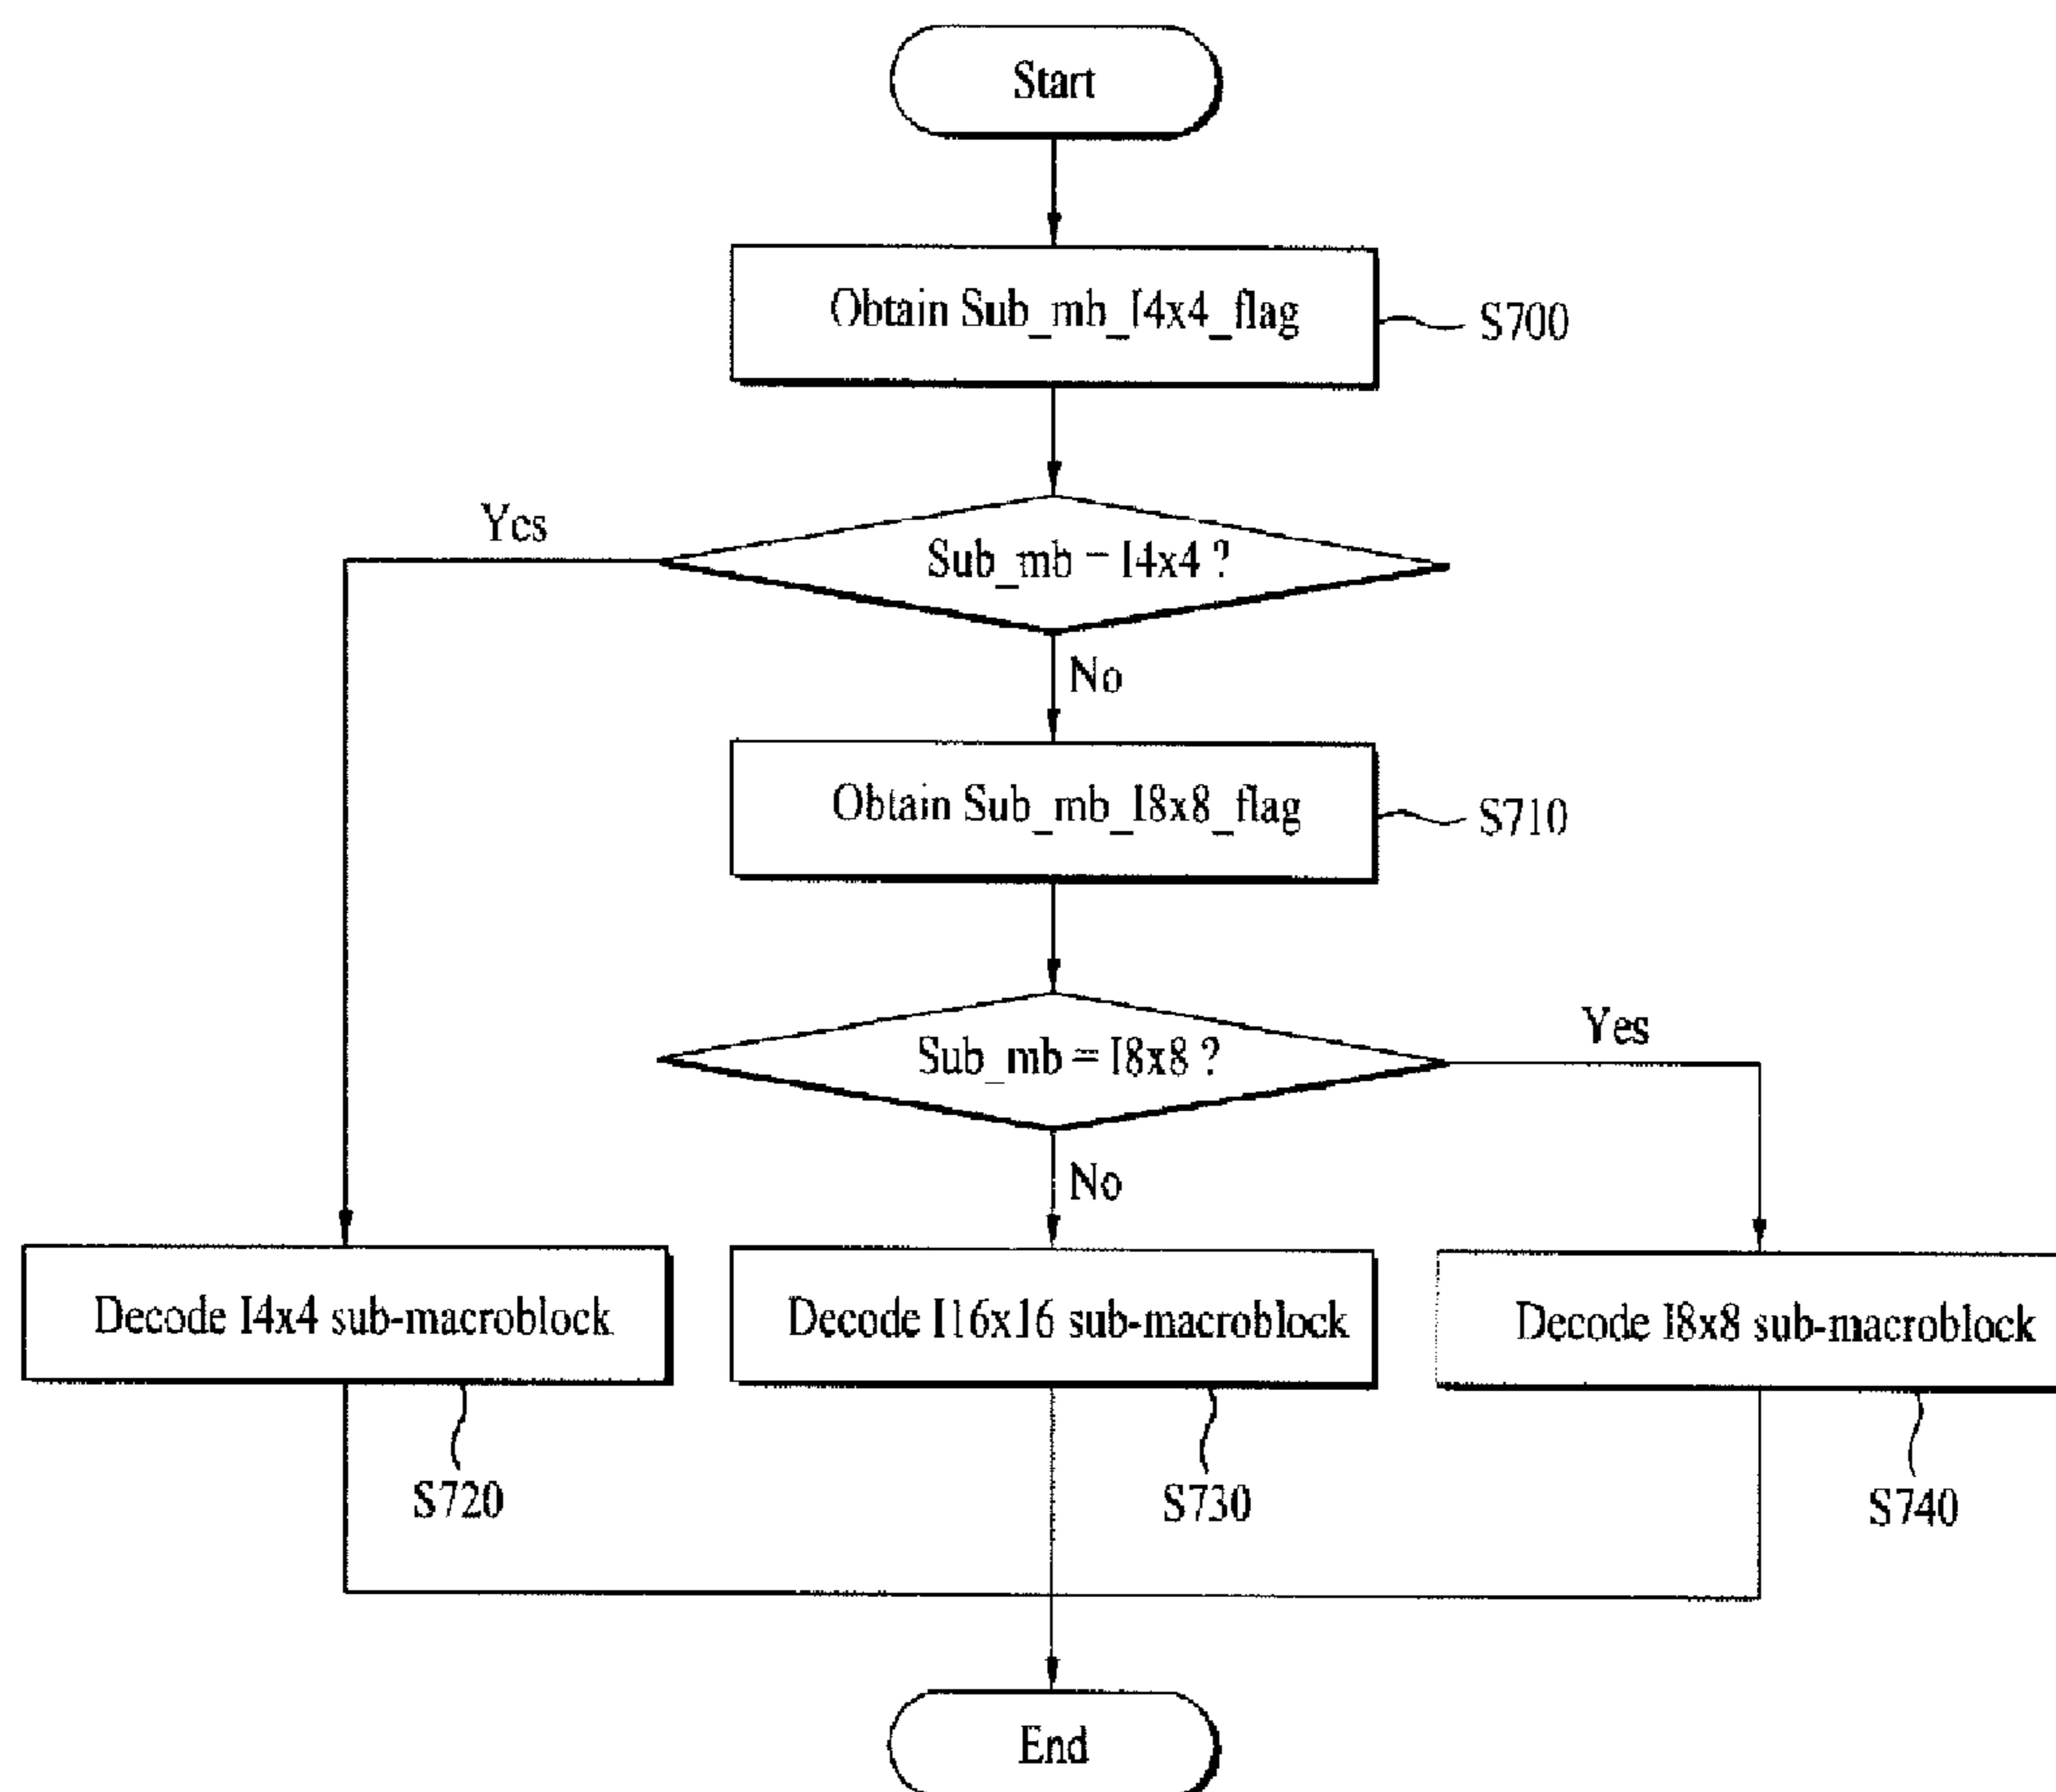 Start
Obtain Sub_mb_I4x4_flag
S700
Yes
Sub_mb = I4x4 ?
No
Obtain Sub_mb_I8x8_flag
S710
Sub_mb = I8x8 ?
Yes
No
Decode I4x4 sub-macroblock
Decode I16x16 sub-macroblock
Decode I8x8 sub-macroblock
S720
S730
S740
End